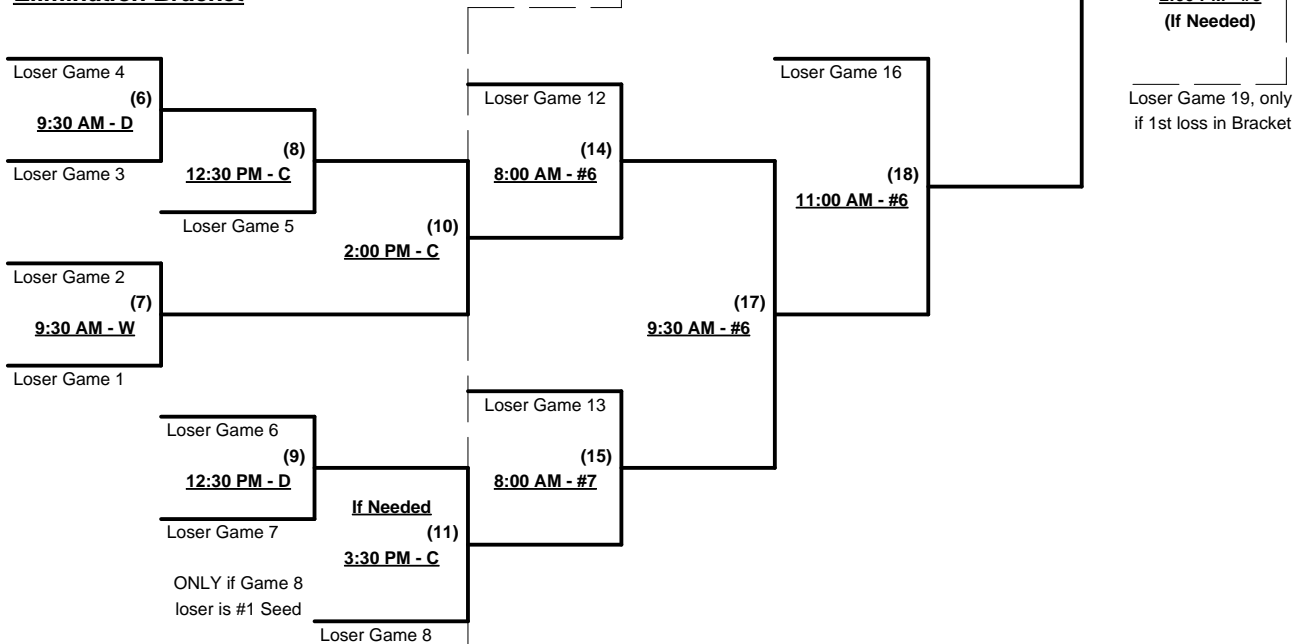 Elimination Bracket
(If Needed)
Loser Game 4
(6)
9:30 AM - D
Loser Game 3
(8)
12:30 PM - C
Loser Game 5
Loser Game 2
(7)
9:30 AM - W
Loser Game 1
(10)
2:00 PM - C
Loser Game 12
(14)
8:00 AM - #6
Loser Game 16
(18)
11:00 AM - #6
Loser Game 19, only
if 1st loss in Bracket
(17)
9:30 AM - #6
Loser Game 6
(9)
12:30 PM - D
Loser Game 7
If Needed
(11)
3:30 PM - C
ONLY if Game 8
loser is #1 Seed
Loser Game 8
Loser Game 13
(15)
8:00 AM - #7